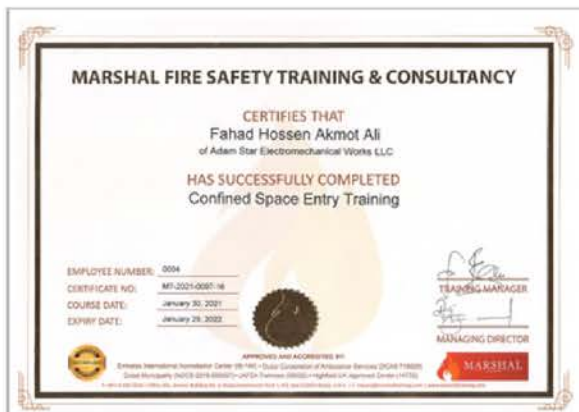 MARSHAL FIRE SAFETY TRAINING & CONSULTANCY
CERTIFIES THAT
Fahad Hossen Akmot Ali
of Adam Star Electromechanical Works LLC
HAS SUCCESSFULLY COMPLETED
Confined Space Entry Training
EMPLOYEE NUMBER: 0004
CERTIFICATE NO: MT-2021-0097-16
COURSE DATE: January 30, 2021
EXPIRY DATE: January 29, 2022
TRAINING MANAGER
MANAGING DIRECTOR
APPROVED AND ACCREDITED BY:
MARSHAL